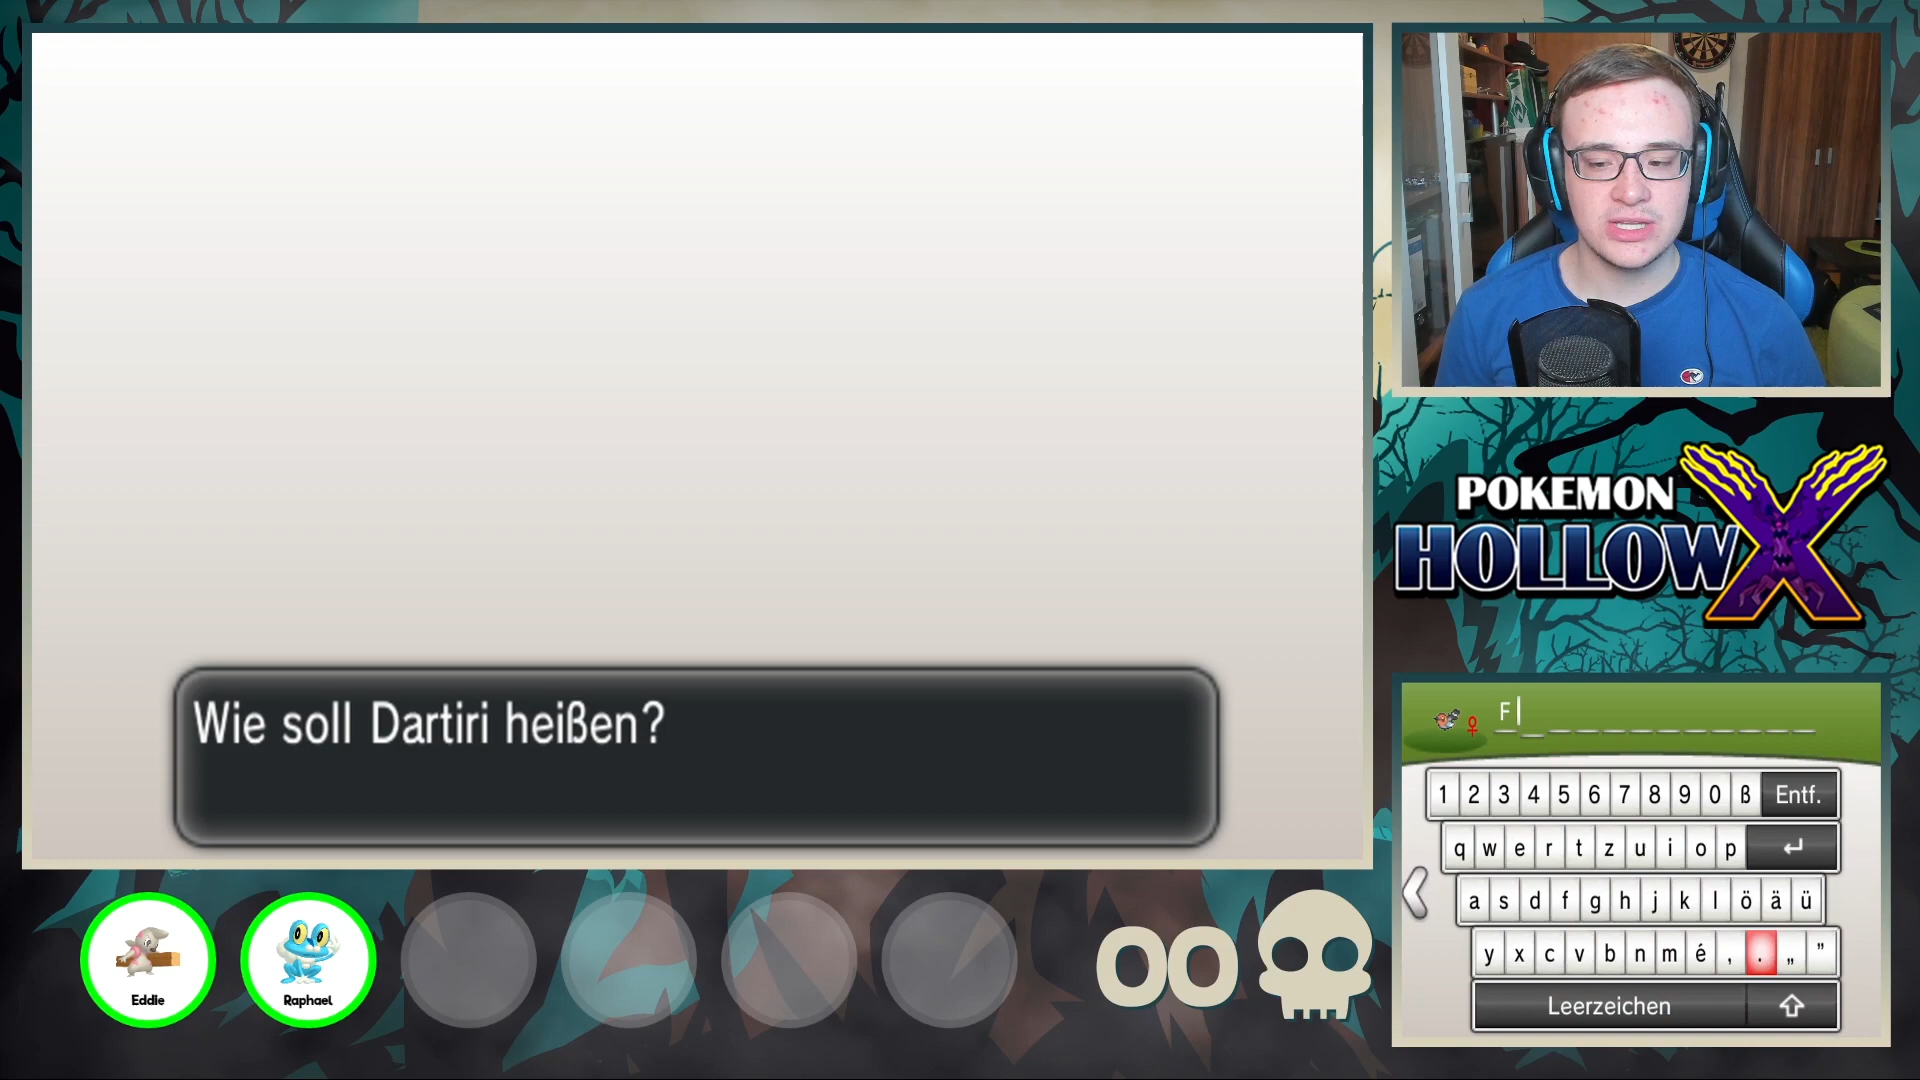 POKEMON
HOLLOW X
Wie soll Dartiri heißen?
F
1 2 3 4 5 6 7 8 9 0 ß Entf.
q w e r t z u i o p
a s d f g h j k l ö ä ü
y x c v b n m é , . „ ”
Leerzeichen
Eddie
Raphael
00